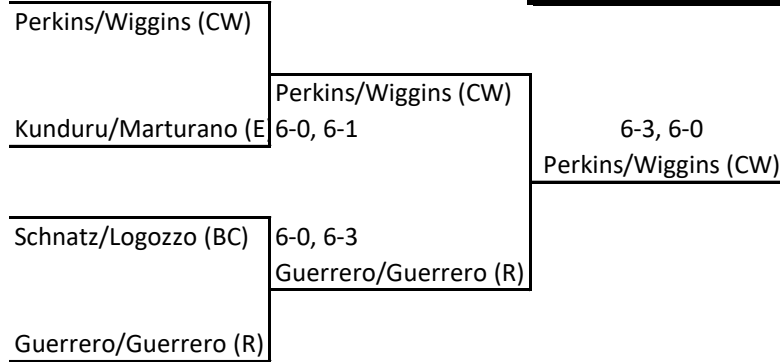 Perkins/Wiggins (CW)
Perkins/Wiggins (CW)
Kunduru/Marturano (E
6-0, 6-1
6-3, 6-0
Perkins/Wiggins (CW)
Schnatz/Logozzo (BC)
6-0, 6-3
Guerrero/Guerrero (R)
Guerrero/Guerrero (R)